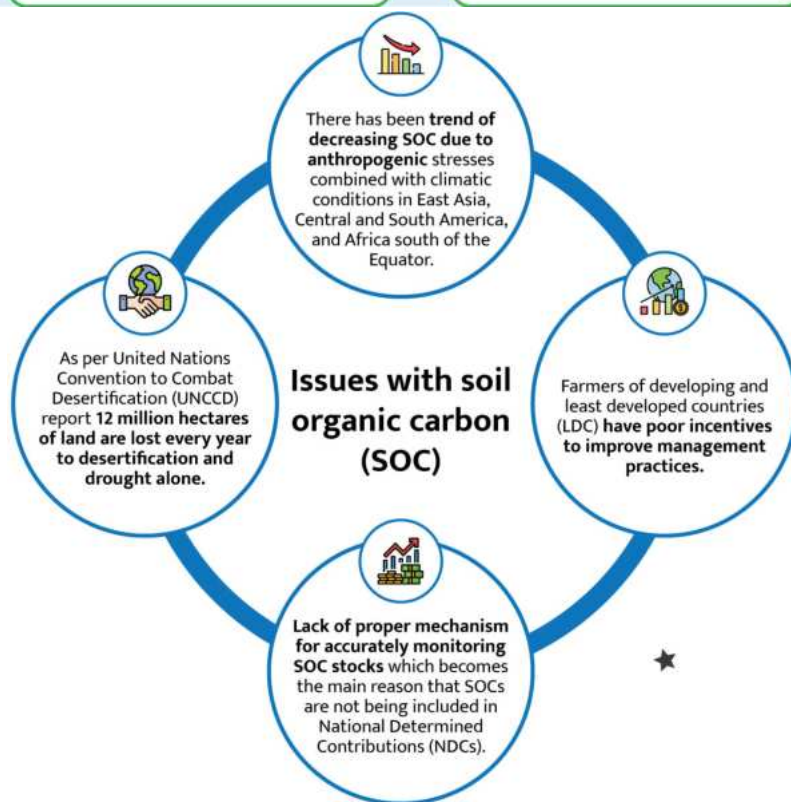 There has been trend of
decreasing SOC due to
anthropogenic stresses
combined with climatic
conditions in East Asia,
Central and South America,
and Africa south of the
Equator.
As per United Nations
Convention to Combat
Desertification (UNCCD)
report 12 million hectares
of land are lost every year
to desertification and
drought alone.
Issues with soil
organic carbon
(SOC)
Farmers of developing and
least developed countries
(LDC) have poor incentives
to improve management
practices.
Lack of proper mechanism
for accurately monitoring
SOC stocks which becomes
the main reason that SOCs
are not being included in
National Determined
Contributions (NDCs).